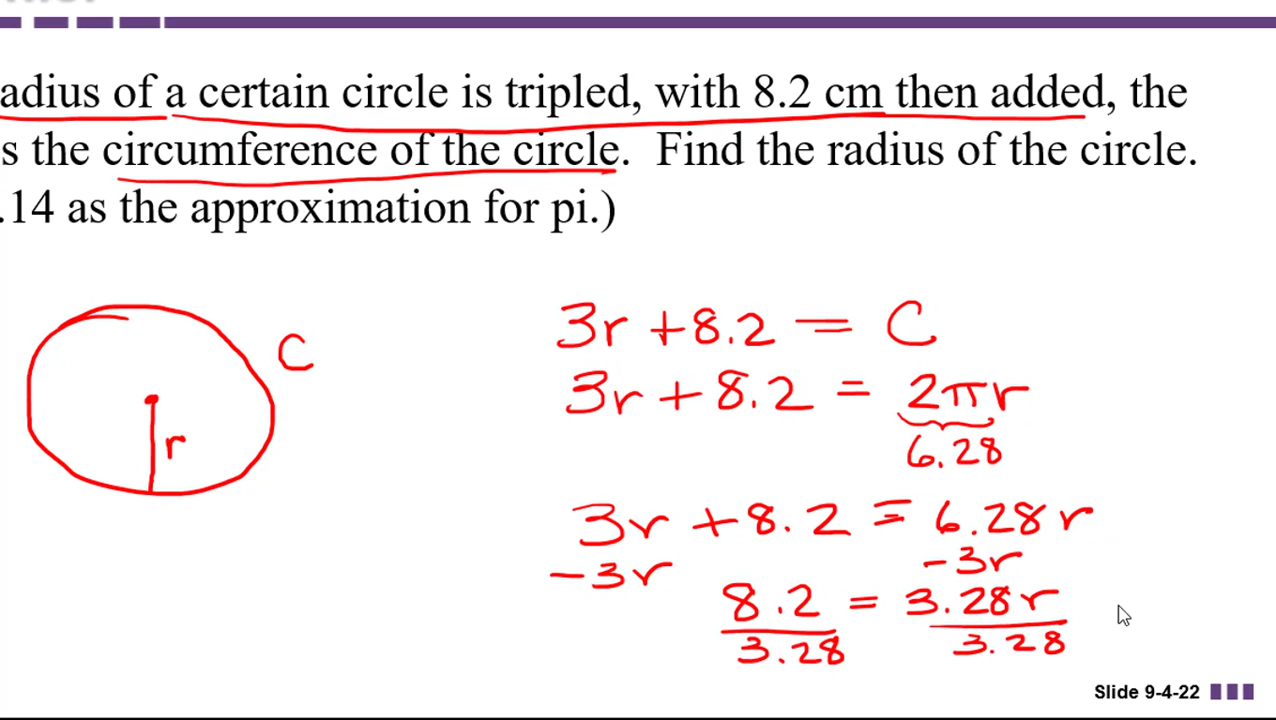 adius of a certain circle is tripled, with 8.2 cm then added, the
s the circumference of the circle. Find the radius of the circle.
.14 as the approximation for pi.)
C
r
3r + 8.2 = C
3r + 8.2 = 2πr
6.28
3r + 8.2 = 6.28r
-3r -3r
8.2 = 3.28r
3.28 3.28
Slide 9-4-22